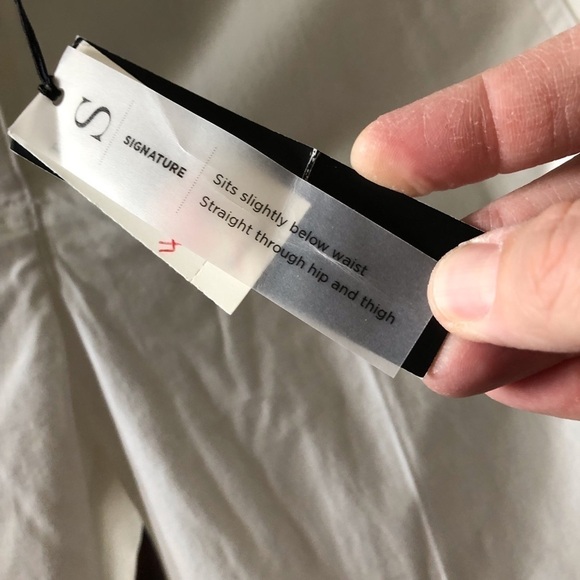 S
SIGNATURE
Sits slightly below waist
Straight through hip and thigh